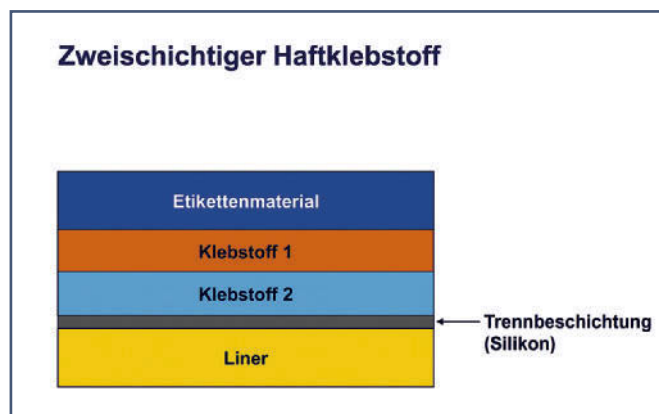 Zweischichtiger Haftklebstoff
Etikettenmaterial
Klebstoff 1
Klebstoff 2
Trennbeschichtung
(Silikon)
Liner